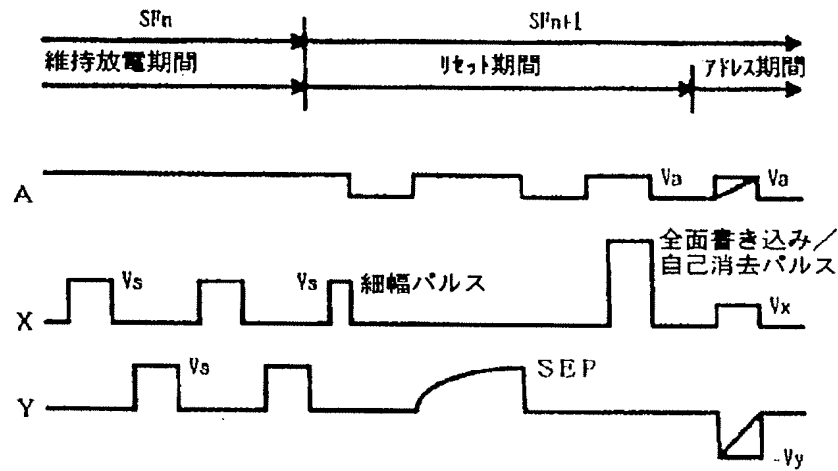 SFn SFn+1
維持放電期間 リセット期間 アドレス期間
A Va Va
全面書き込み/
自己消去パルス
X Vs Vs 細幅パルス Vx
Y Vs SEP
-Vy